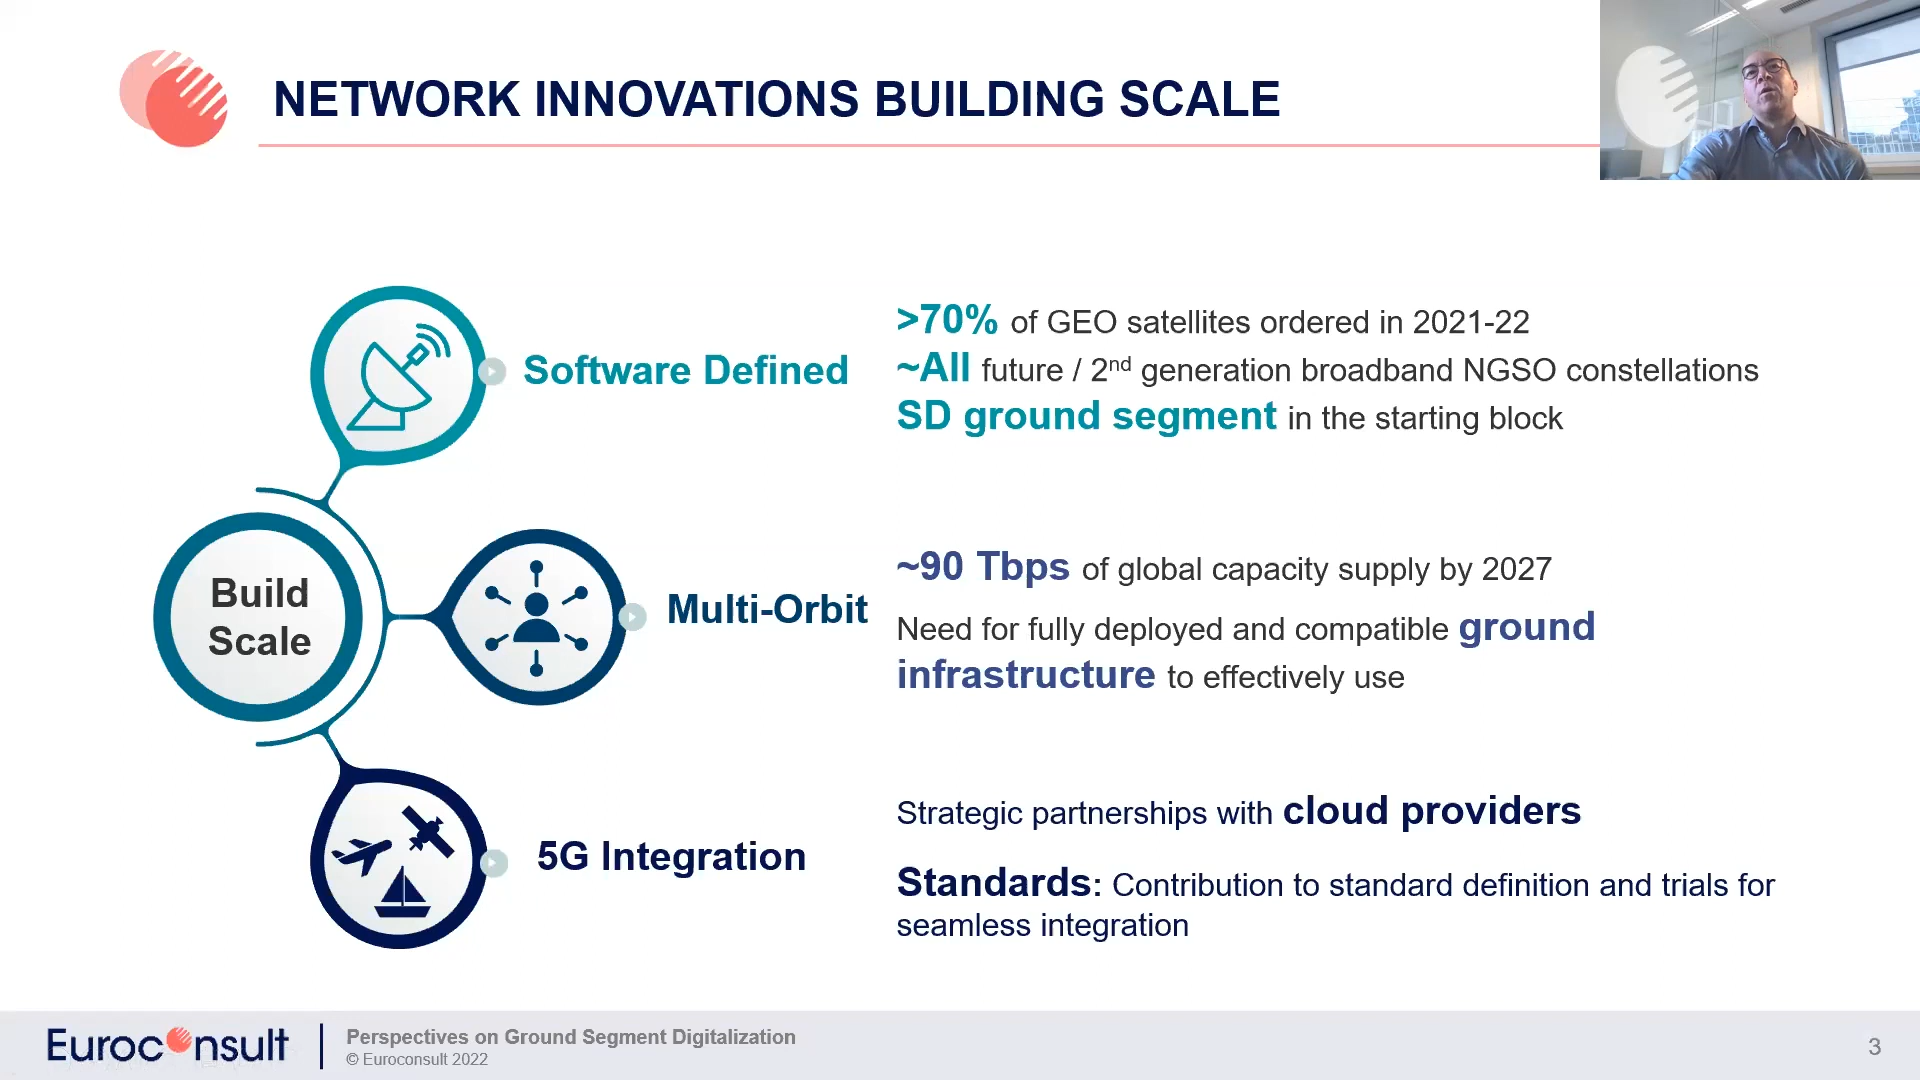 NETWORK INNOVATIONS BUILDING SCALE
Software Defined
>70% of GEO satellites ordered in 2021-22
~All future / 2nd generation broadband NGSO constellations
SD ground segment in the starting block
Build
Scale
Multi-Orbit
~90 Tbps of global capacity supply by 2027
Need for fully deployed and compatible ground
infrastructure to effectively use
5G Integration
Strategic partnerships with cloud providers
Standards: Contribution to standard definition and trials for
seamless integration
Euroconsult
Perspectives on Ground Segment Digitalization
© Euroconsult 2022
3